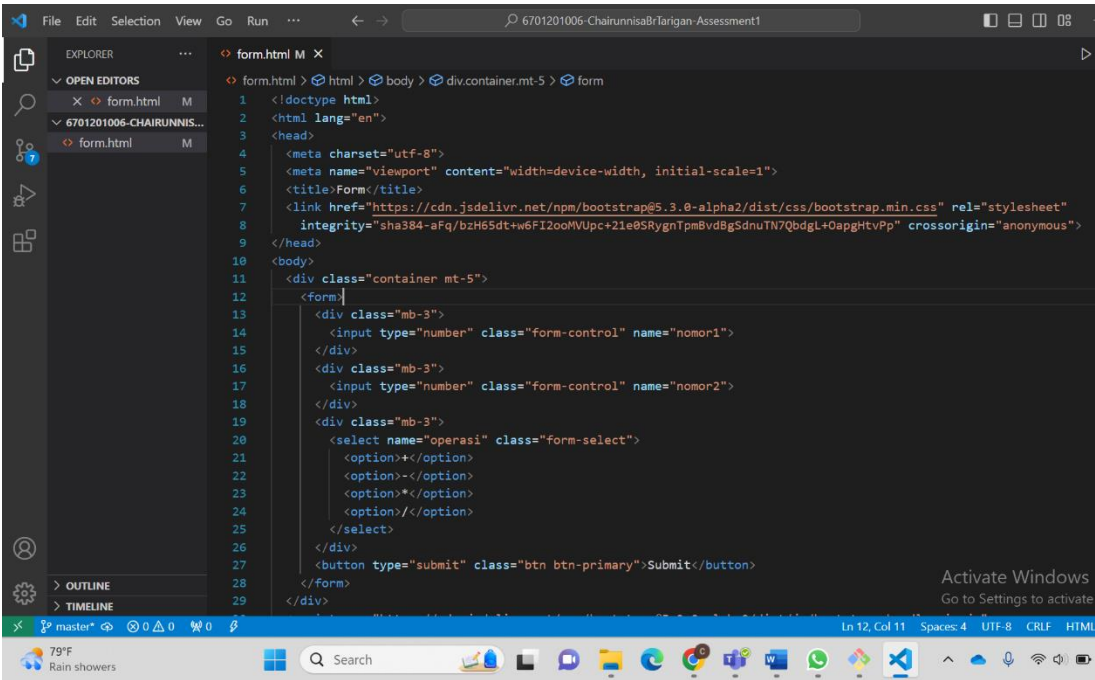 File Edit Selection View Go Run ···
6701201006-ChairunnisaBrTarigan-Assessment1
EXPLORER ···
OPEN EDITORS
form.html M
6701201006-CHAIRUNNIS...
form.html M
7
OUTLINE
TIMELINE
form.html M
form.html > html > body > div.container.mt-5 > form
1 <!doctype html>
2 <html lang="en">
3 <head>
4 <meta charset="utf-8">
5 <meta name="viewport" content="width=device-width, initial-scale=1">
6 <title>Form</title>
7 <link href="https://cdn.jsdelivr.net/npm/bootstrap@5.3.0-alpha2/dist/css/bootstrap.min.css" rel="stylesheet"
8 integrity="sha384-aFq/bzH65dt+w6FI2ooMVUpc+21e0SRygnTpmBvdBgSdnuTN7QbdgL+OapgHtvPp" crossorigin="anonymous">
9 </head>
10 <body>
11 <div class="container mt-5">
12 <form>
13 <div class="mb-3">
14 <input type="number" class="form-control" name="nomor1">
15 </div>
16 <div class="mb-3">
17 <input type="number" class="form-control" name="nomor2">
18 </div>
19 <div class="mb-3">
20 <select name="operasi" class="form-select">
21 <option>+</option>
22 <option>-</option>
23 <option>*</option>
24 <option>/</option>
25 </select>
26 </div>
27 <button type="submit" class="btn btn-primary">Submit</button>
28 </form>
29 </div>
Activate Windows
Go to Settings to activate
master* 0 0 0 Ln 12, Col 11 Spaces: 4 UTF-8 CRLF HTML
79°F
Rain showers
Search